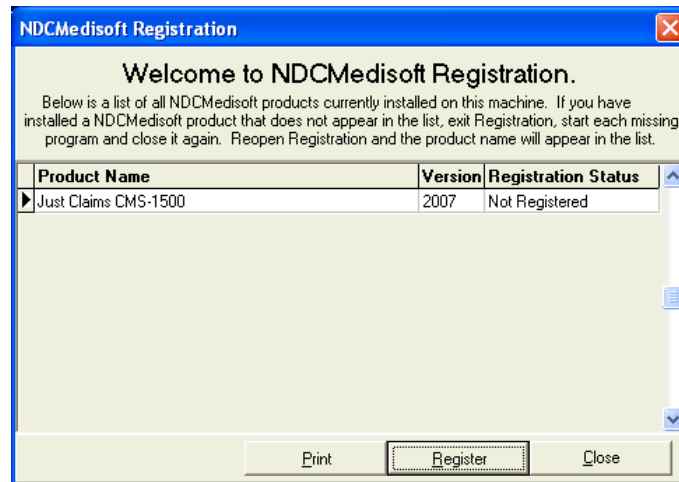 NDCMedisoft Registration
Welcome to NDCMedisoft Registration.
Below is a list of all NDCMedisoft products currently installed on this machine. If you have
installed a NDCMedisoft product that does not appear in the list, exit Registration, start each missing
program and close it again. Reopen Registration and the product name will appear in the list.
Product Name Version Registration Status
Just Claims CMS-1500 2007 Not Registered
Print Register Close